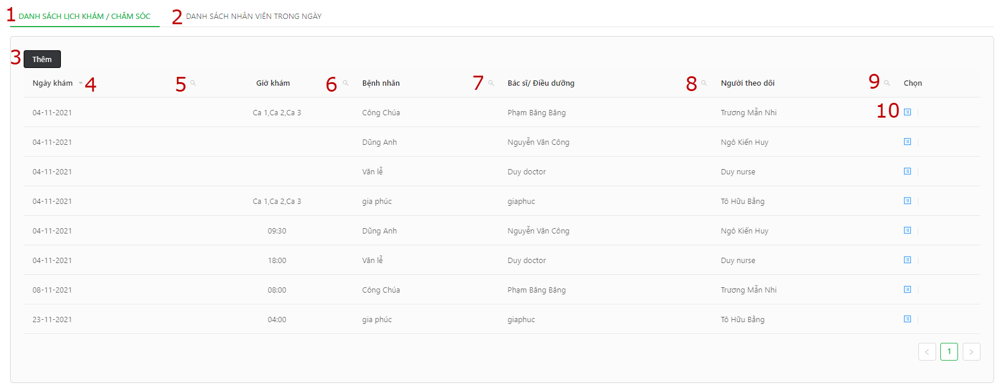 1 DANH SÁCH LỊCH KHÁM / CHĂM SÓC 2 DANH SÁCH NHÂN VIÊN TRONG NGÀY
3 Thêm
Ngày khám 4 5 Giờ khám 6 Bệnh nhân 7 Bác sĩ/ Điều dưỡng 8 Người theo dõi 9 Chọn
04-11-2021 Ca 1,Ca 2,Ca 3 Công Chúa Phạm Băng Băng Trương Mẫn Nhi 10
04-11-2021 Dũng Anh Nguyễn Văn Công Ngô Kiến Huy
04-11-2021 Văn lễ Duy doctor Duy nurse
04-11-2021 Ca 1,Ca 2,Ca 3 gia phúc giaphuc Tô Hữu Bằng
04-11-2021 09:30 Dũng Anh Nguyễn Văn Công Ngô Kiến Huy
04-11-2021 18:00 Văn lễ Duy doctor Duy nurse
08-11-2021 08:00 Công Chúa Phạm Băng Băng Trương Mẫn Nhi
23-11-2021 04:00 gia phúc giaphuc Tô Hữu Bằng
< 1 >